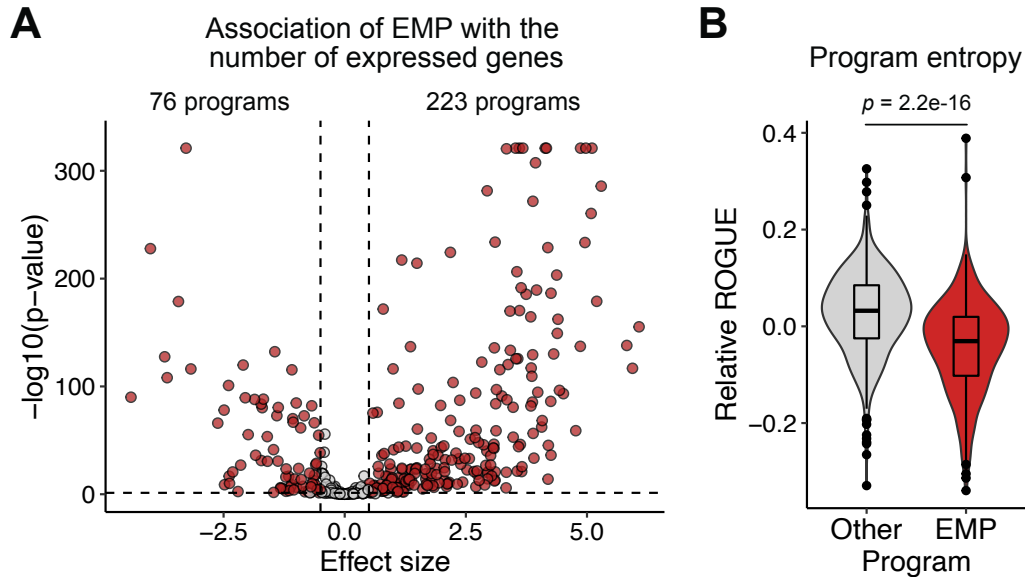 A
Association of EMP with the
number of expressed genes
76 programs
223 programs
−log10(p−value)
300
200
100
0
−2.5
0.0
2.5
5.0
Effect size
B
Program entropy
p = 2.2e-16
Relative ROGUE
0.4
0.2
0.0
−0.2
Other
EMP
Program